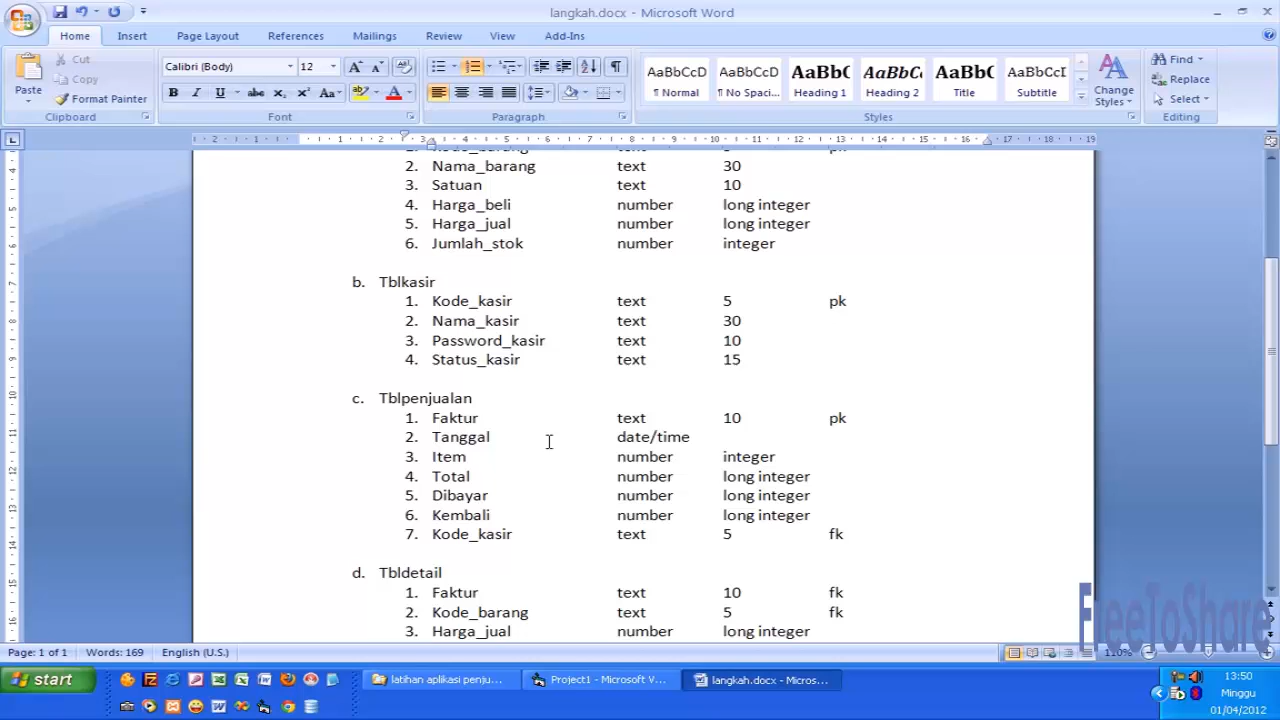 langkah.docx - Microsoft Word
Home Insert Page Layout References Mailings Review View Add-Ins
Paste
Cut
Copy
Format Painter
Clipboard
Calibri (Body) 12
Font
Paragraph
AaBbCcD AaBbCcD AaBbC AaBbCc AaBbC AaBbCcI
¶ Normal ¶ No Spaci... Heading 1 Heading 2 Title Subtitle
Change Styles
Styles
Find
Replace
Select
Editing
2. Nama_barang text 30
3. Satuan text 10
4. Harga_beli number long integer
5. Harga_jual number long integer
6. Jumlah_stok number integer
b. Tblkasir
1. Kode_kasir text 5 pk
2. Nama_kasir text 30
3. Password_kasir text 10
4. Status_kasir text 15
c. Tblpenjualan
1. Faktur text 10 pk
2. Tanggal date/time
3. Item number integer
4. Total number long integer
5. Dibayar number long integer
6. Kembali number long integer
7. Kode_kasir text 5 fk
d. Tbldetail
1. Faktur text 10 fk
2. Kode_barang text 5 fk
3. Harga_jual number long integer
FreeToShare
Page: 1 of 1 Words: 169 English (U.S.) 110%
start latihan aplikasi penju... Project1 - Microsoft V... langkah.docx - Micros...
13:50
Minggu
01/04/2012